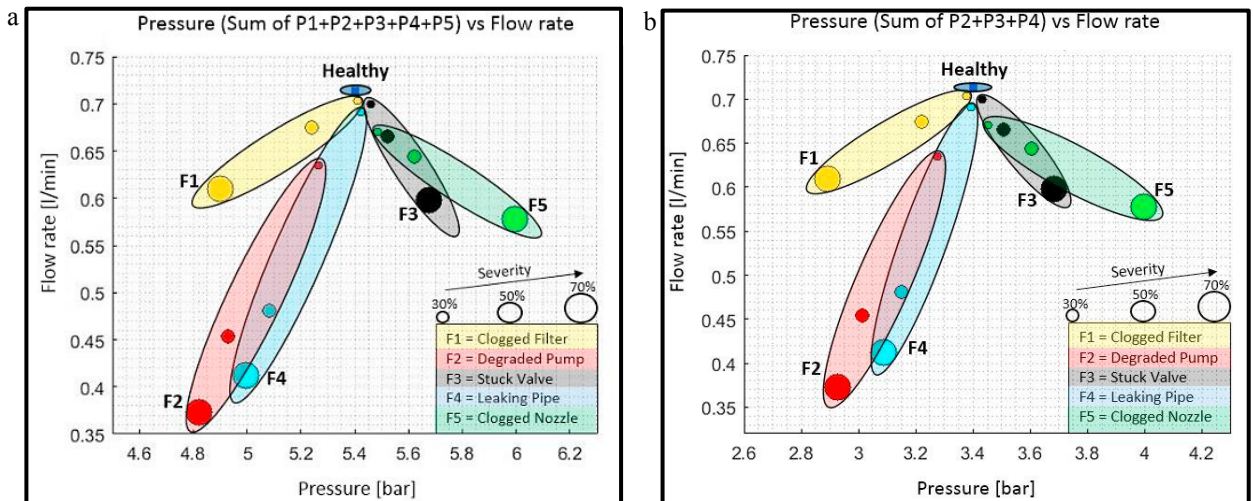 a
Pressure (Sum of P1+P2+P3+P4+P5) vs Flow rate
0.75
0.7
0.65
0.6
0.55
0.5
0.45
0.4
0.35
Flow rate [l/min]
Healthy
F1
F2
F3
F4
F5
Severity
30%
50%
70%
F1 = Clogged Filter
F2 = Degraded Pump
F3 = Stuck Valve
F4 = Leaking Pipe
F5 = Clogged Nozzle
4.6 4.8 5 5.2 5.4 5.6 5.8 6 6.2
Pressure [bar]
b
Pressure (Sum of P2+P3+P4) vs Flow rate
0.75
0.7
0.65
0.6
0.55
0.5
0.45
0.4
0.35
Flow rate [l/min]
Healthy
F1
F2
F3
F4
F5
Severity
30%
50%
70%
F1 = Clogged Filter
F2 = Degraded Pump
F3 = Stuck Valve
F4 = Leaking Pipe
F5 = Clogged Nozzle
2.6 2.8 3 3.2 3.4 3.6 3.8 4 4.2
Pressure [bar]